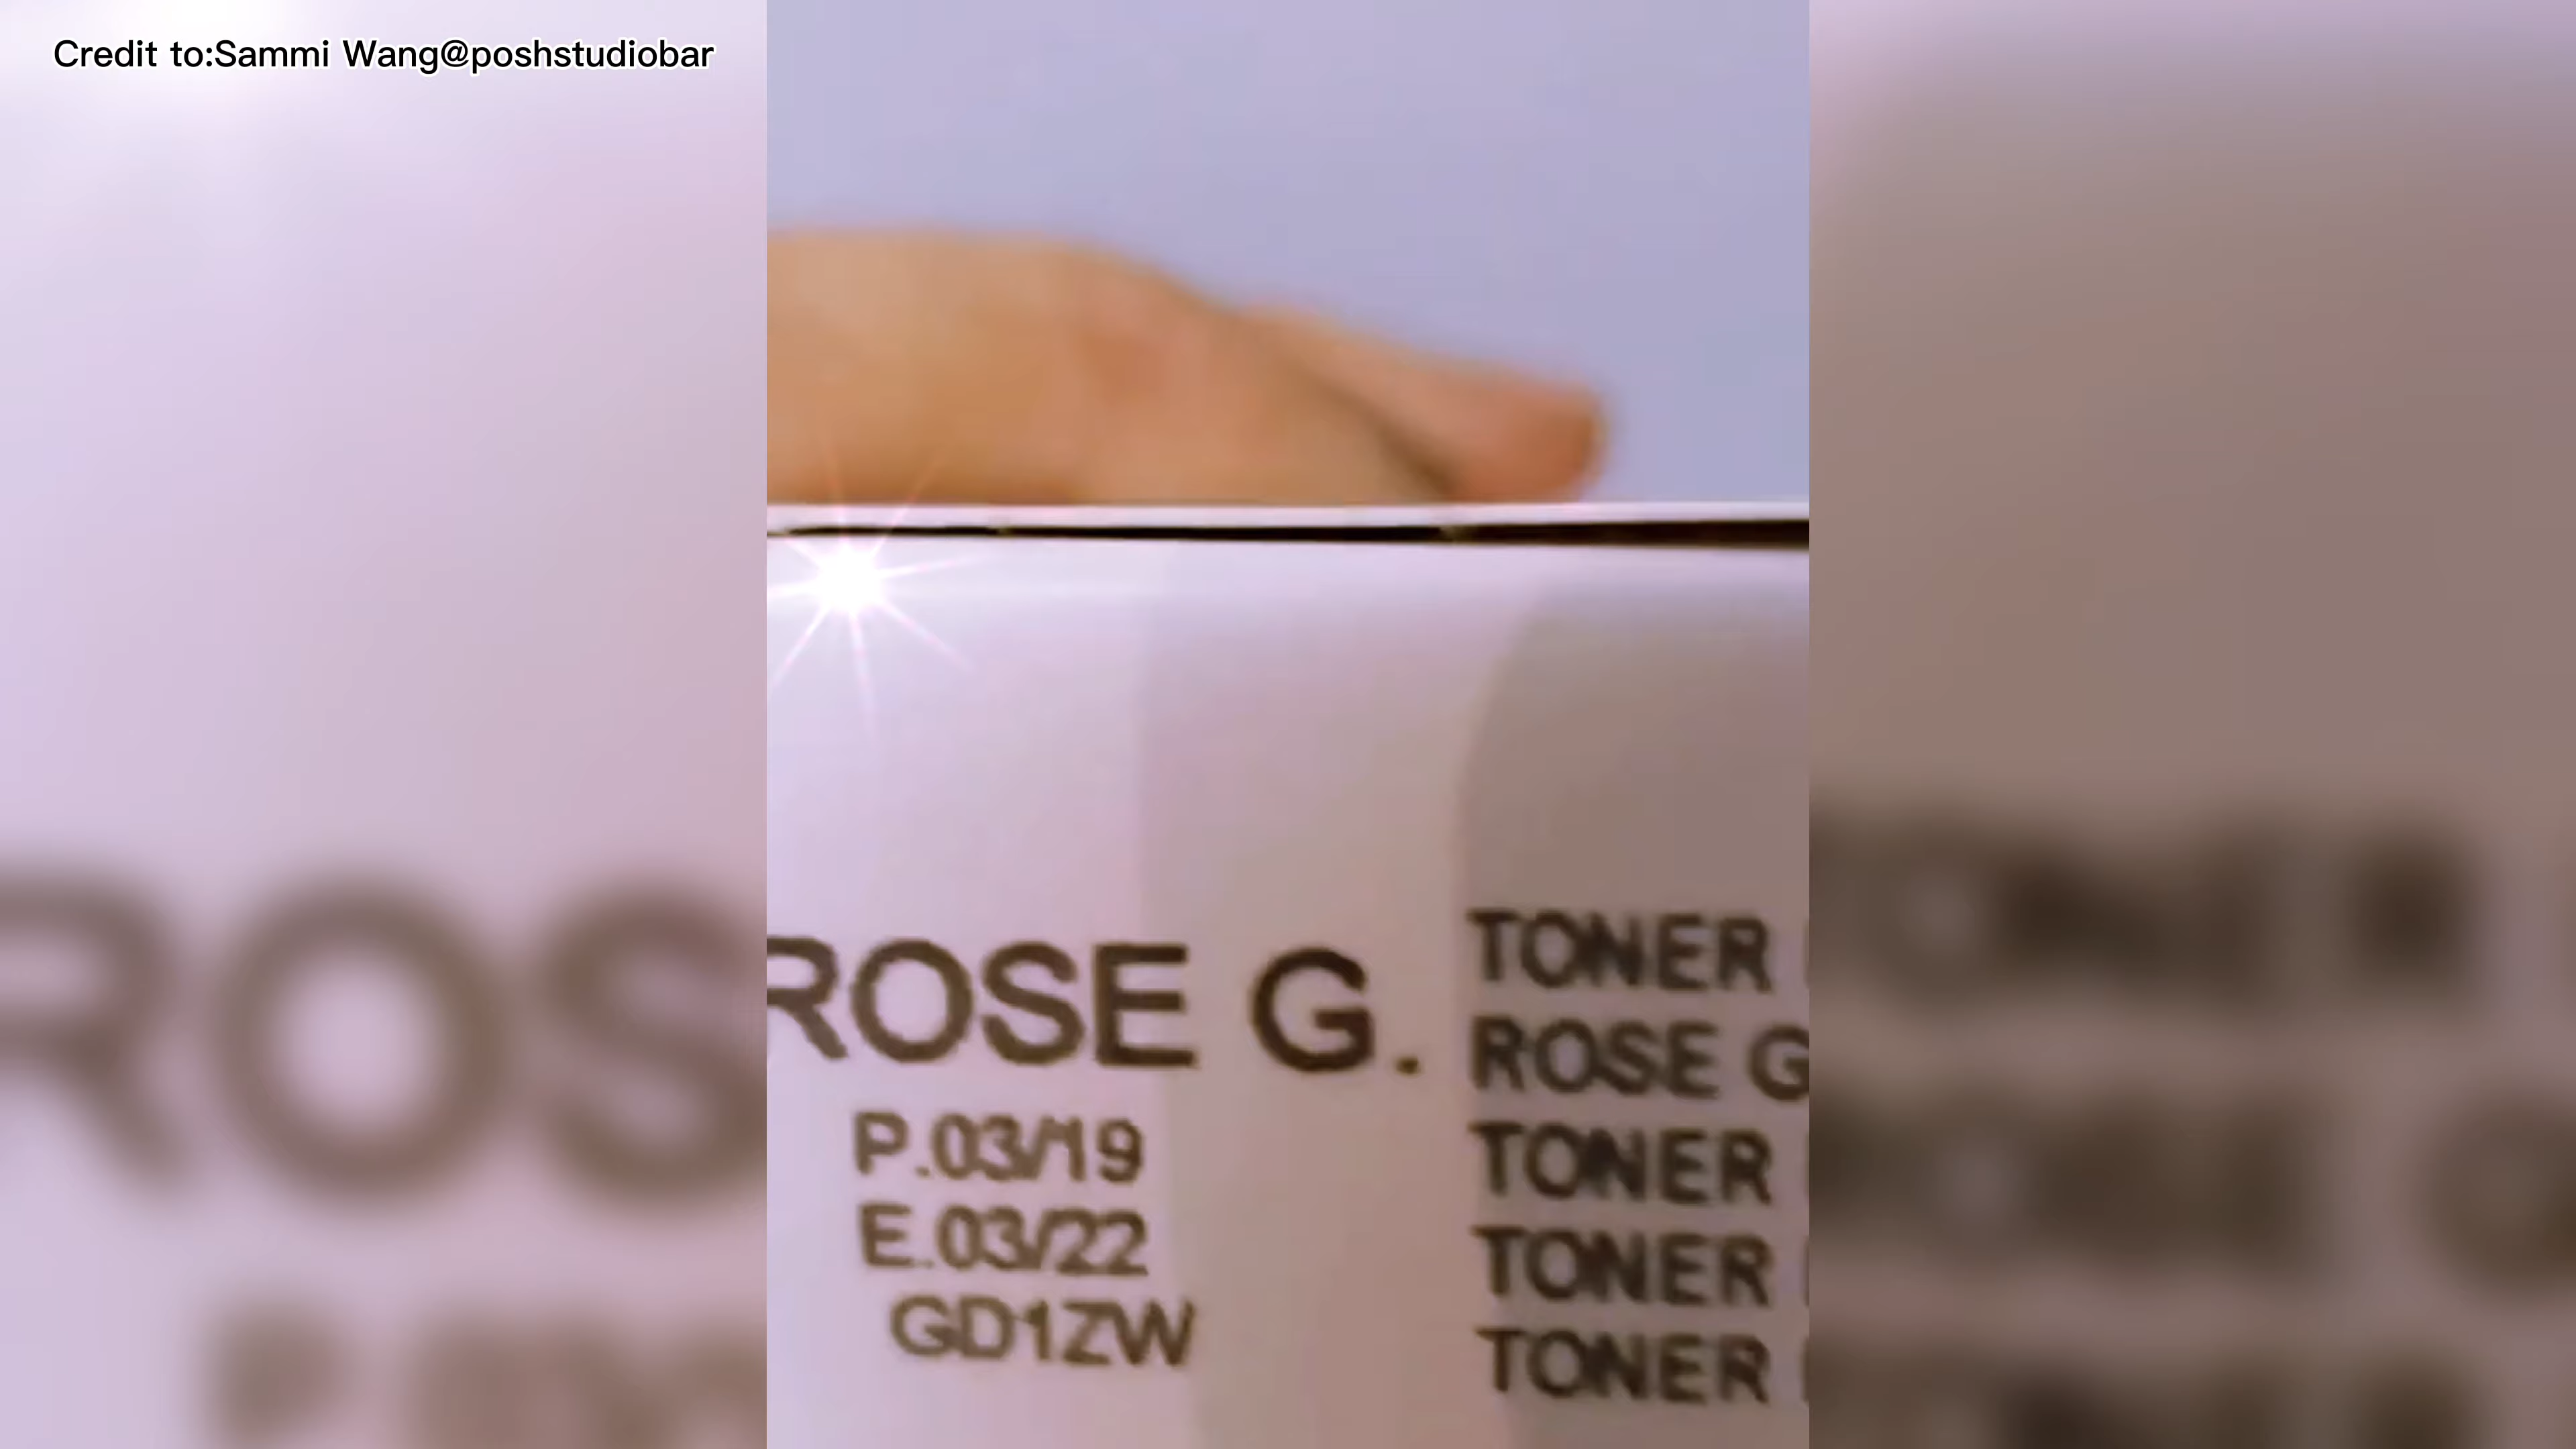 Credit to:Sammi Wang@poshstudiobar
ROSE G.
P.03/19
E.03/22
GD1ZW
TONER
ROSE G
TONER
TONER
TONER